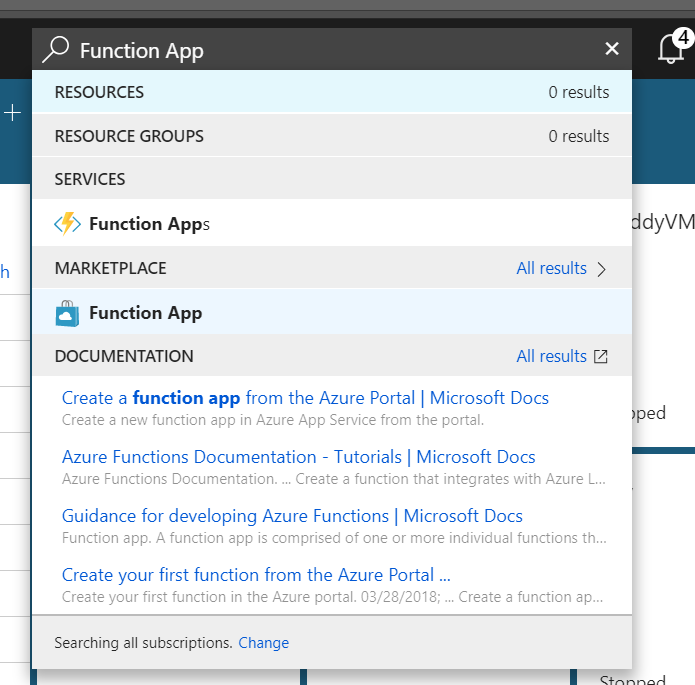 Function App
4
RESOURCES 0 results
RESOURCE GROUPS 0 results
SERVICES
Function Apps
ddyVM
MARKETPLACE All results
h
Function App
DOCUMENTATION All results
Create a function app from the Azure Portal | Microsoft Docs
Create a new function app in Azure App Service from the portal.
pped
Azure Functions Documentation - Tutorials | Microsoft Docs
Azure Functions Documentation. ... Create a function that integrates with Azure L...
Guidance for developing Azure Functions | Microsoft Docs
Function app. A function app is comprised of one or more individual functions th...
Create your first function from the Azure Portal ...
Create your first function in the Azure portal. 03/28/2018; ... Create a function ap...
Searching all subscriptions. Change
Stopped